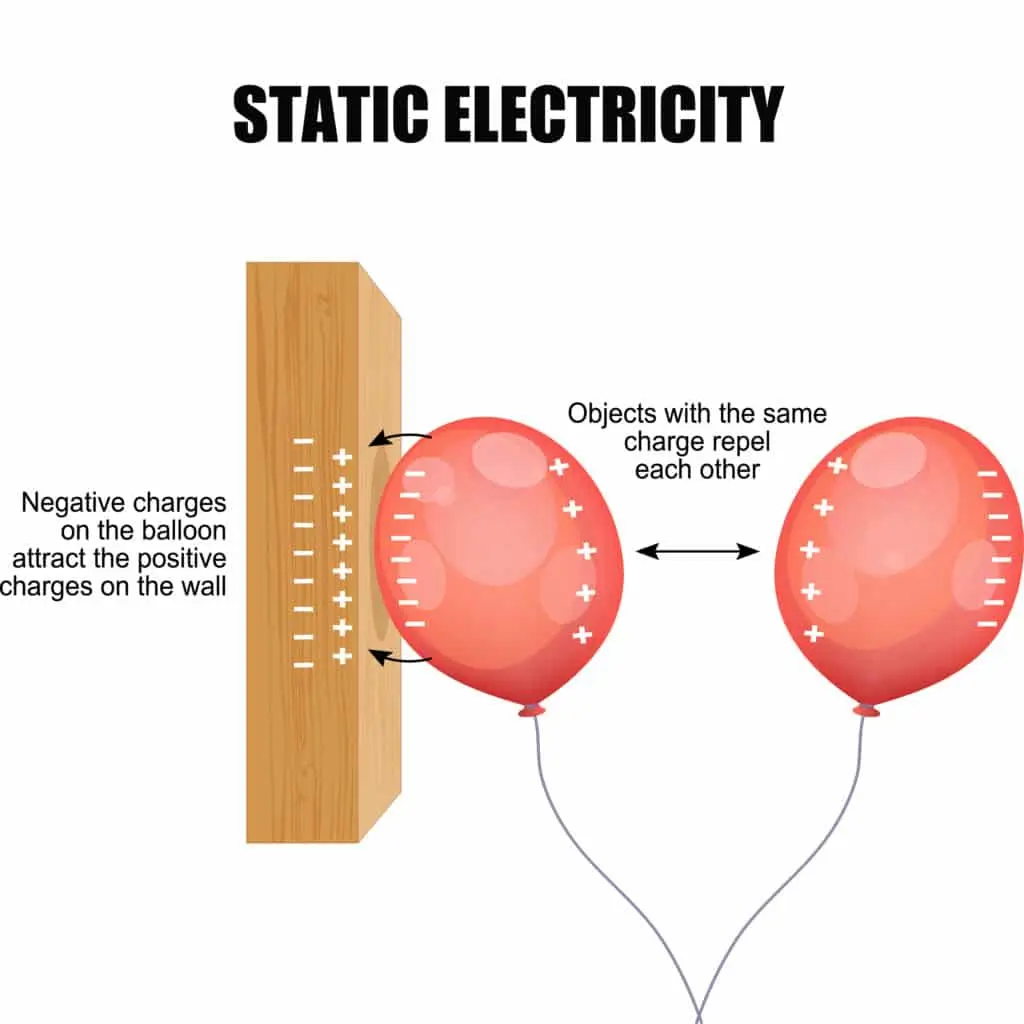 STATIC ELECTRICITY
Objects with the same
charge repel
each other
Negative charges
on the balloon
attract the positive
charges on the wall